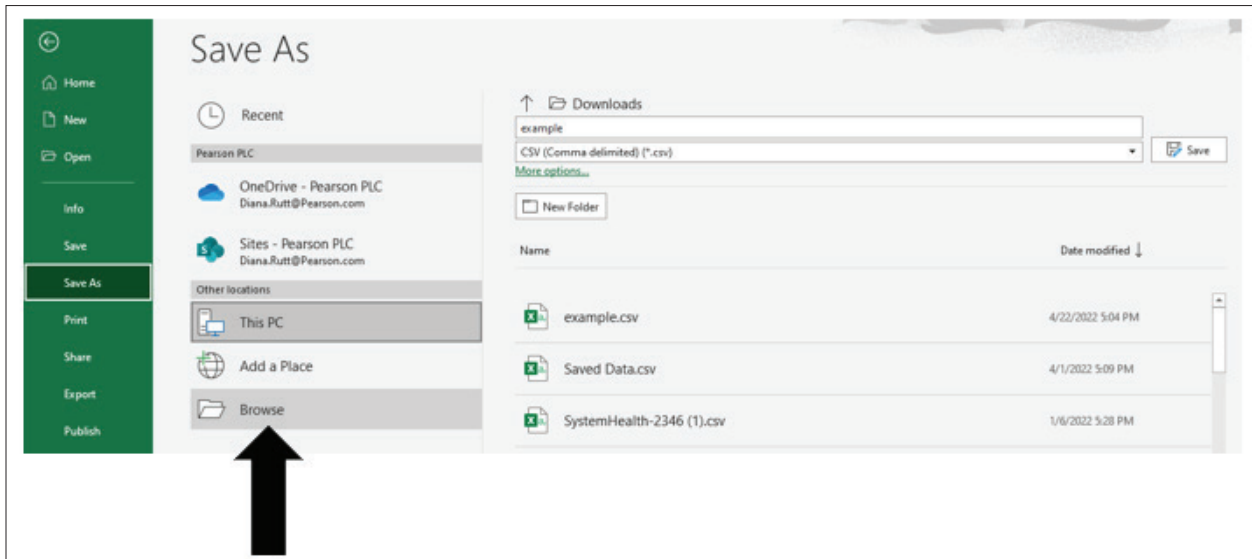 Save As
Home
New
Open
Info
Save
Save As
Print
Share
Export
Publish
Recent
Pearson PLC
OneDrive - Pearson PLC
Diana.Rutt@Pearson.com
Sites - Pearson PLC
Diana.Rutt@Pearson.com
Other locations
This PC
Add a Place
Browse
Downloads
example
CSV (Comma delimited) (*.csv)
Save
More options...
New Folder
Name Date modified
example.csv 4/22/2022 5:04 PM
Saved Data.csv 4/1/2022 5:09 PM
SystemHealth-2346 (1).csv 1/6/2022 5:28 PM